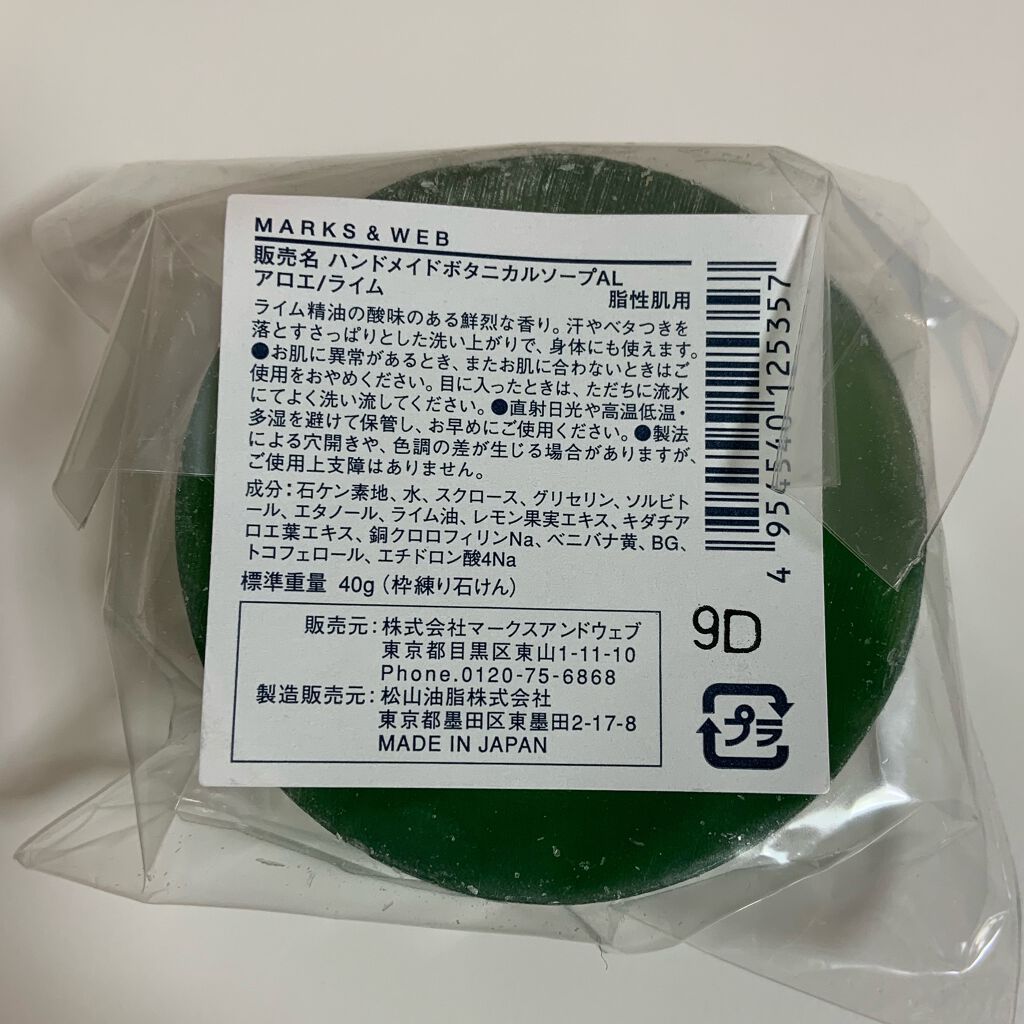 MARKS & WEB
販売名 ハンドメイドボタニカルソープAL
アロエ/ライム 脂性肌用
ライム精油の酸味のある鮮烈な香り。汗やベタつきを
落とすさっぱりとした洗い上がりで、身体にも使えます。
●お肌に異常があるとき、またお肌に合わないときはご
使用をおやめください。目に入ったときは、ただちに流水
にてよく洗い流してください。●直射日光や高温低温・
多湿を避けて保管し、お早めにご使用ください。●製法
による穴開きや、色調の差が生じる場合がありますが、
ご使用上支障はありません。
成分：石ケン素地、水、スクロース、グリセリン、ソルビト
ール、エタノール、ライム油、レモン果実エキス、キダチア
ロエ葉エキス、銅クロロフィリンNa、ベニバナ黄、BG、
トコフェロール、エチドロン酸4Na
標準重量 40g（枠練り石けん）
販売元：株式会社マークスアンドウェブ
東京都目黒区東山1-11-10
Phone.0120-75-6868
製造販売元：松山油脂株式会社
東京都墨田区東墨田2-17-8
MADE IN JAPAN
4 954540 125357
9D
プラ